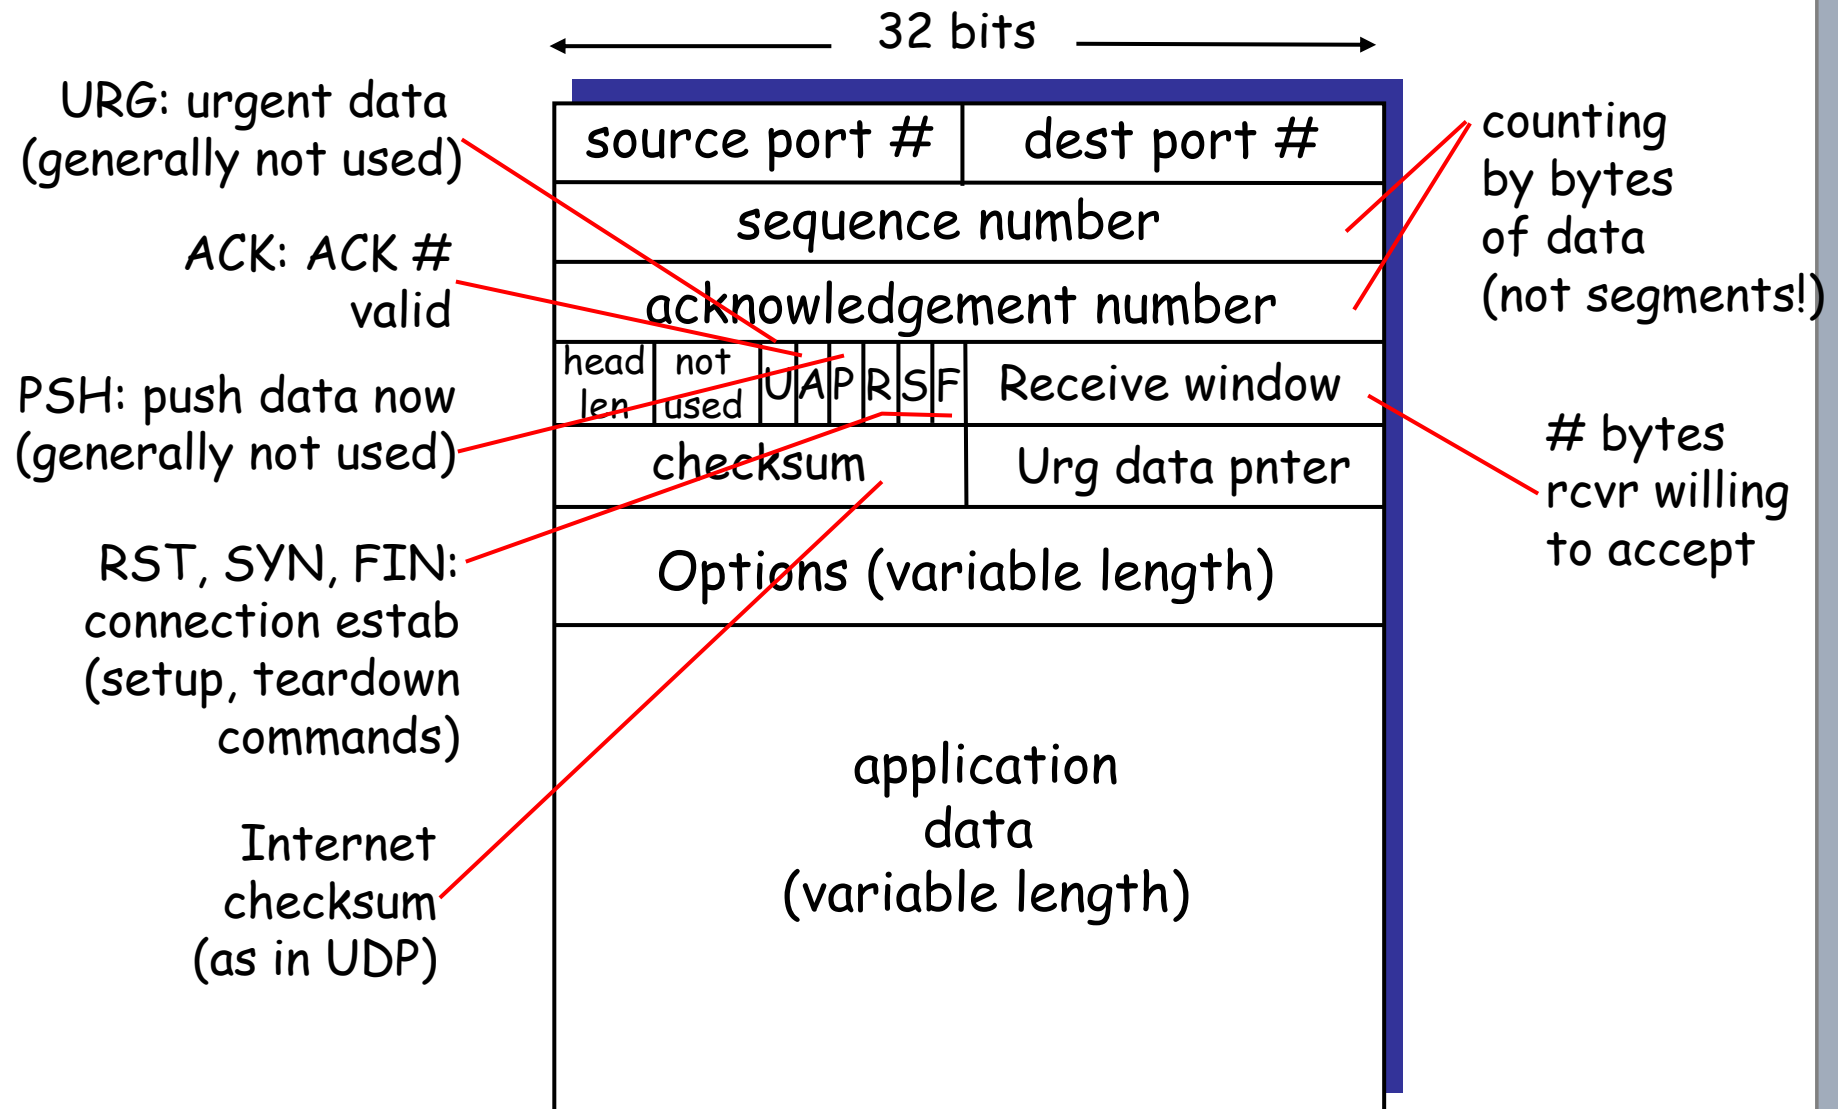 32 bits
URG: urgent data
(generally not used)
ACK: ACK #
valid
PSH: push data now
(generally not used)
RST, SYN, FIN:
connection estab
(setup, teardown
commands)
Internet
checksum
(as in UDP)
source port #
dest port #
sequence number
acknowledgement number
head
len
not
used
U
A
P
R
S
F
Receive window
checksum
Urg data pnter
Options (variable length)
application
data
(variable length)
counting
by bytes
of data
(not segments!)
# bytes
rcvr willing
to accept